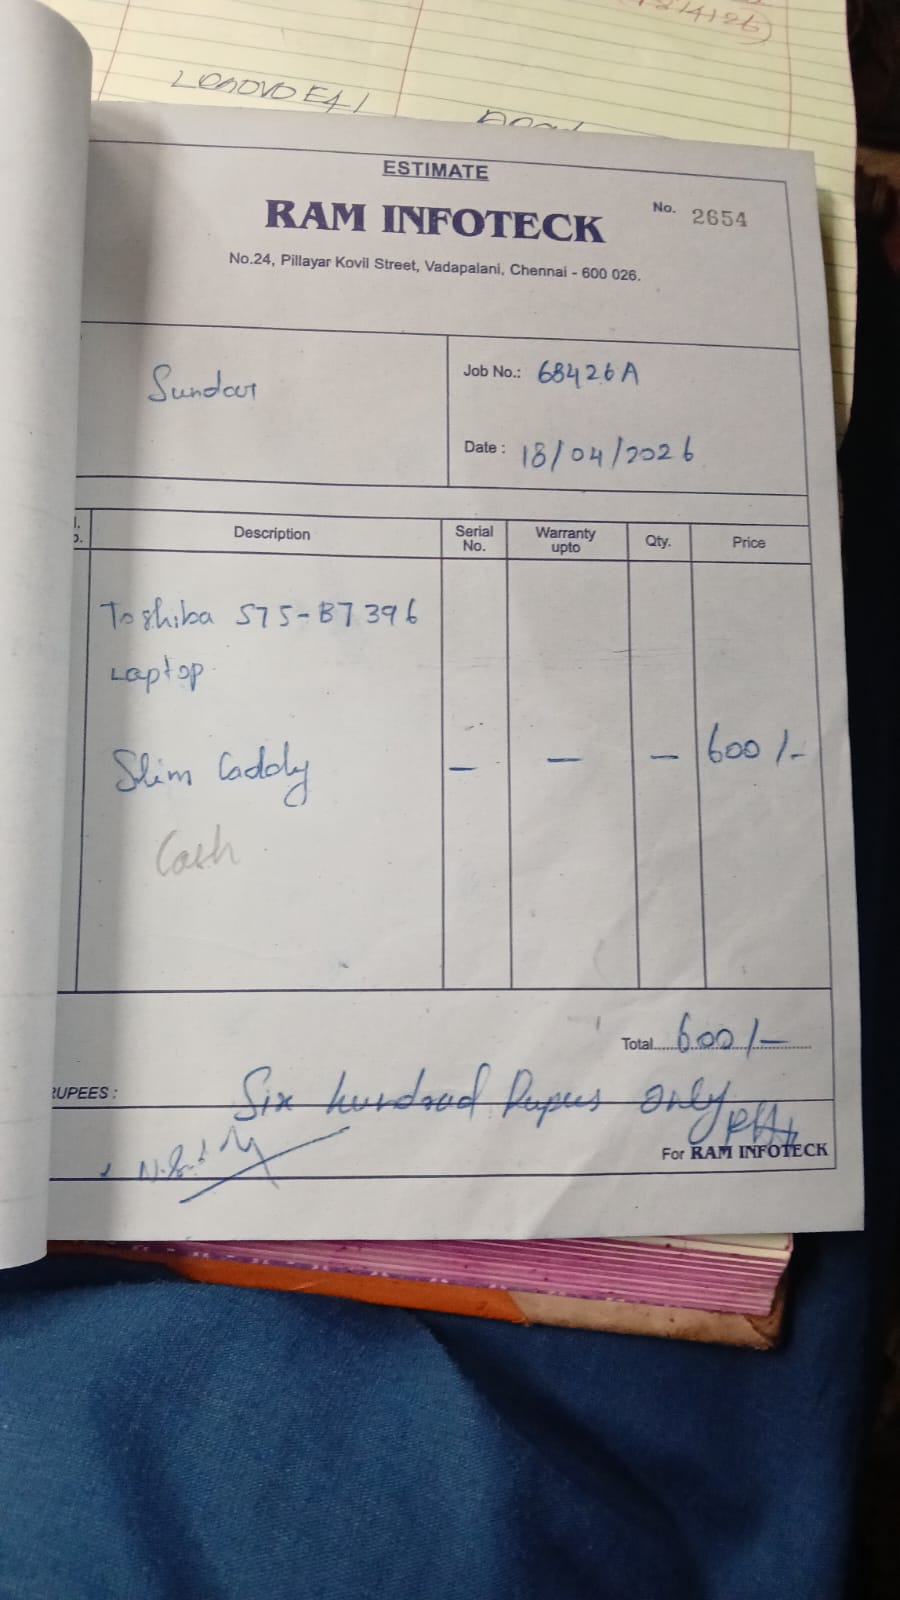 LENOVO E41
ESTIMATE
RAM INFOTECK
No. 2654
No.24, Pillayar Kovil Street, Vadapalani, Chennai - 600 026.
Sundar
Job No.: 68426A
Date : 18/04/2026
Description Serial No. Warranty upto Qty. Price
Toshiba S75-B7396
Laptop
Slim Caddy — — — 600/-
Cash
Total 600/-
RUPEES : Six hundred Rupees Only
For RAM INFOTECK